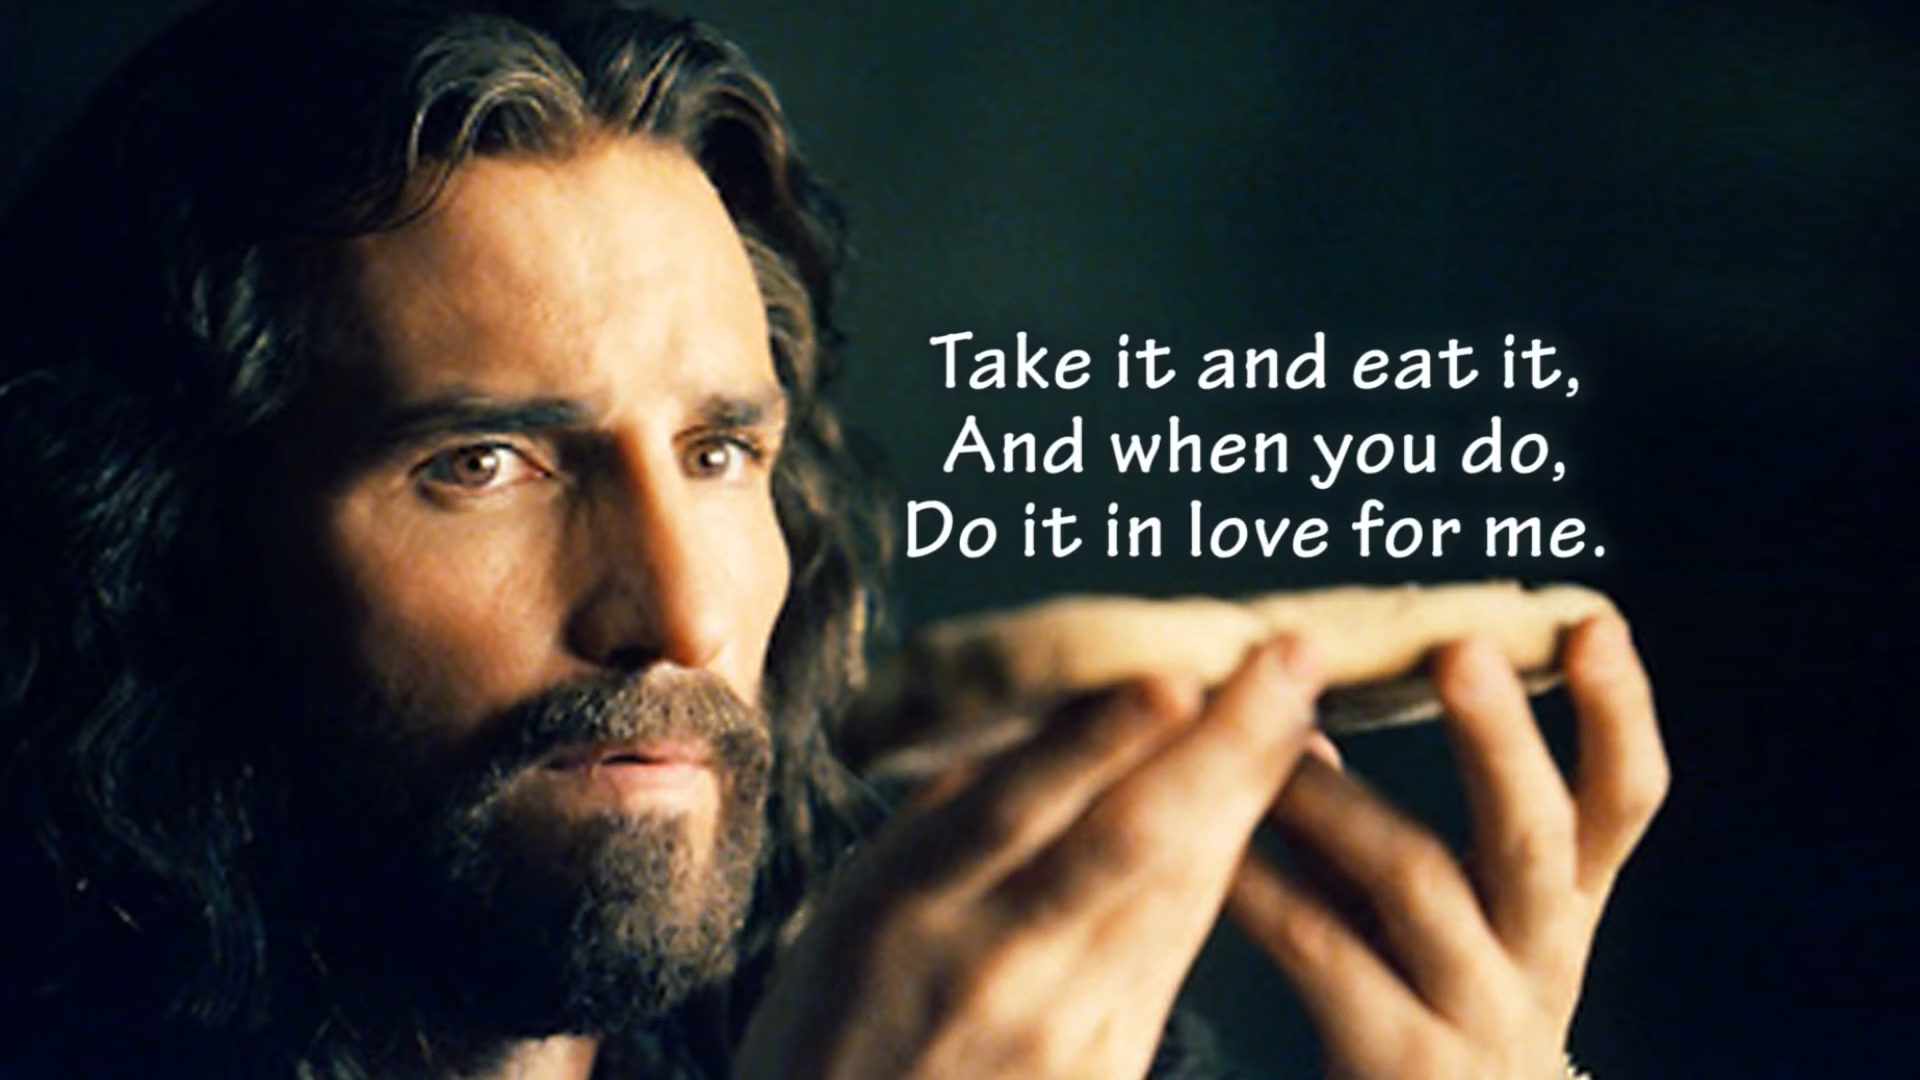 Take it and eat it,
And when you do,
Do it in love for me.